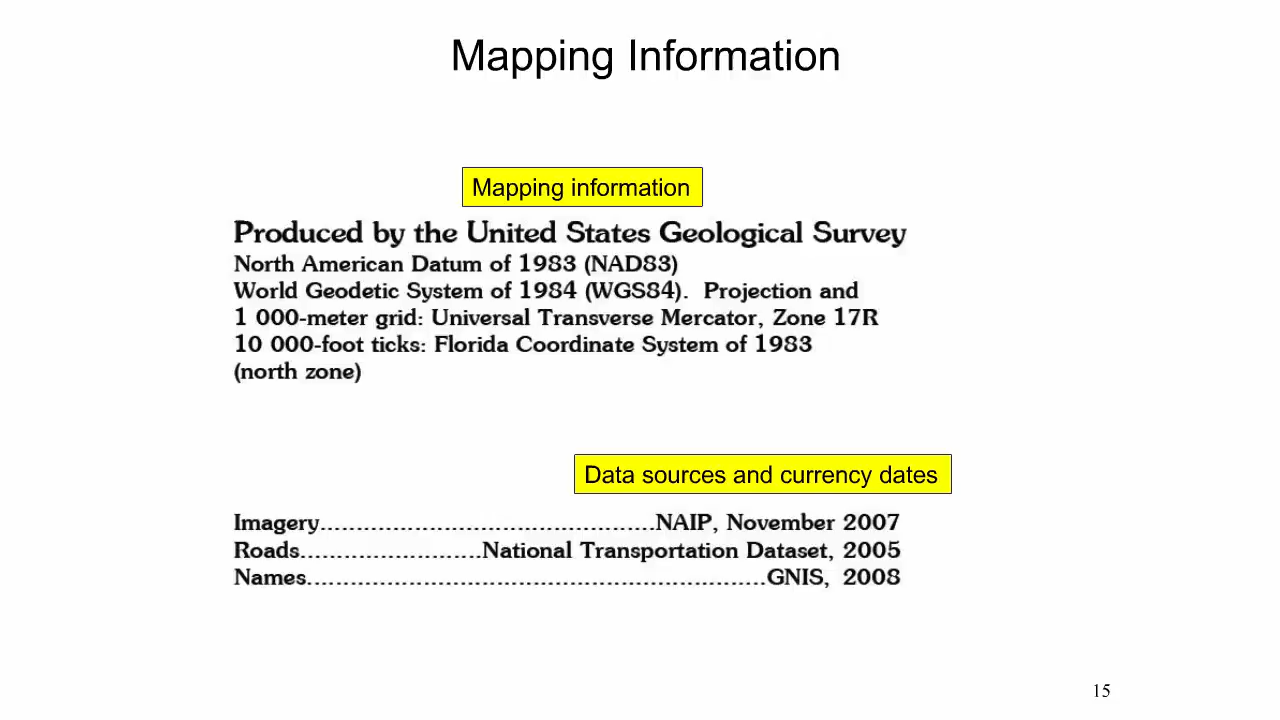 Mapping Information
Mapping information
Produced by the United States Geological Survey
North American Datum of 1983 (NAD83)
World Geodetic System of 1984 (WGS84).  Projection and
1 000-meter grid: Universal Transverse Mercator, Zone 17R
10 000-foot ticks: Florida Coordinate System of 1983
(north zone)
Data sources and currency dates
Imagery..............................................NAIP, November 2007
Roads.........................National Transportation Dataset, 2005
Names...............................................................GNIS, 2008
15